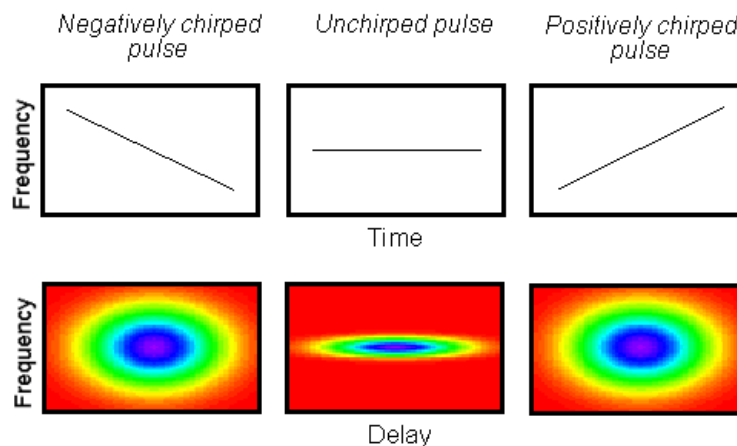 Negatively chirped
pulse
Unchirped pulse
Positively chirped
pulse
Frequency
Time
Frequency
Delay